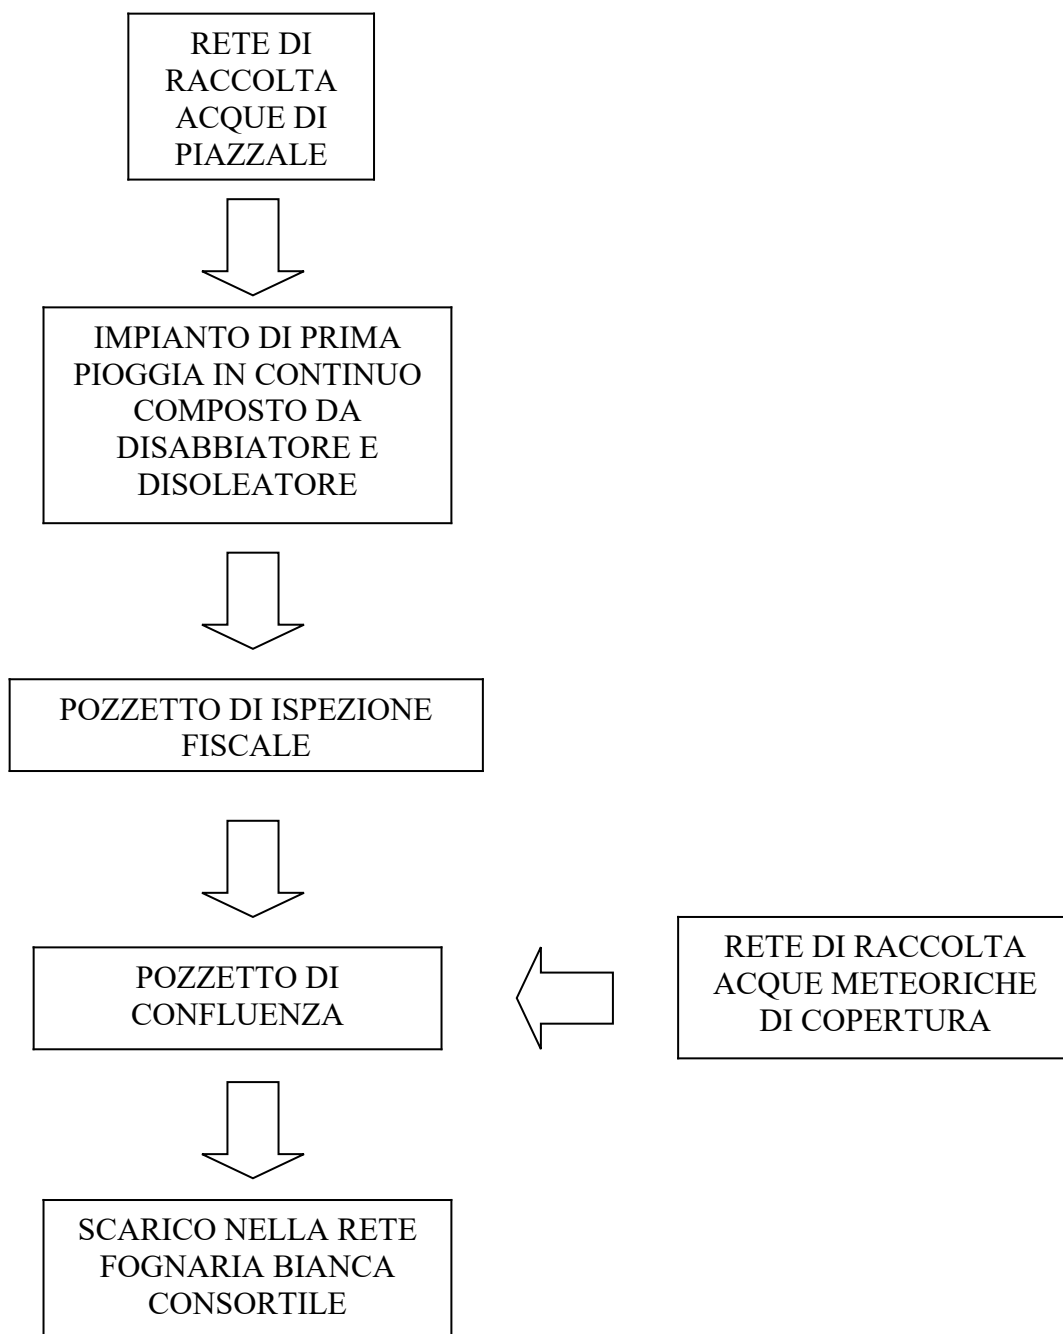 RETE DI
RACCOLTA
ACQUE DI
PIAZZALE
IMPIANTO DI PRIMA
PIOGGIA IN CONTINUO
COMPOSTO DA
DISABBIATORE E
DISOLEATORE
POZZETTO DI ISPEZIONE
FISCALE
POZZETTO DI
CONFLUENZA
RETE DI RACCOLTA
ACQUE METEORICHE
DI COPERTURA
SCARICO NELLA RETE
FOGNARIA BIANCA
CONSORTILE